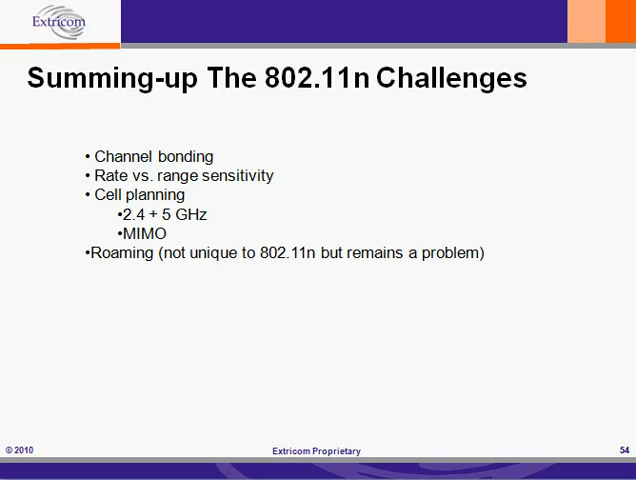 Extricom
Summing-up The 802.11n Challenges
• Channel bonding
• Rate vs. range sensitivity
• Cell planning
•2.4 + 5 GHz
•MIMO
•Roaming (not unique to 802.11n but remains a problem)
© 2010
Extricom Proprietary
54